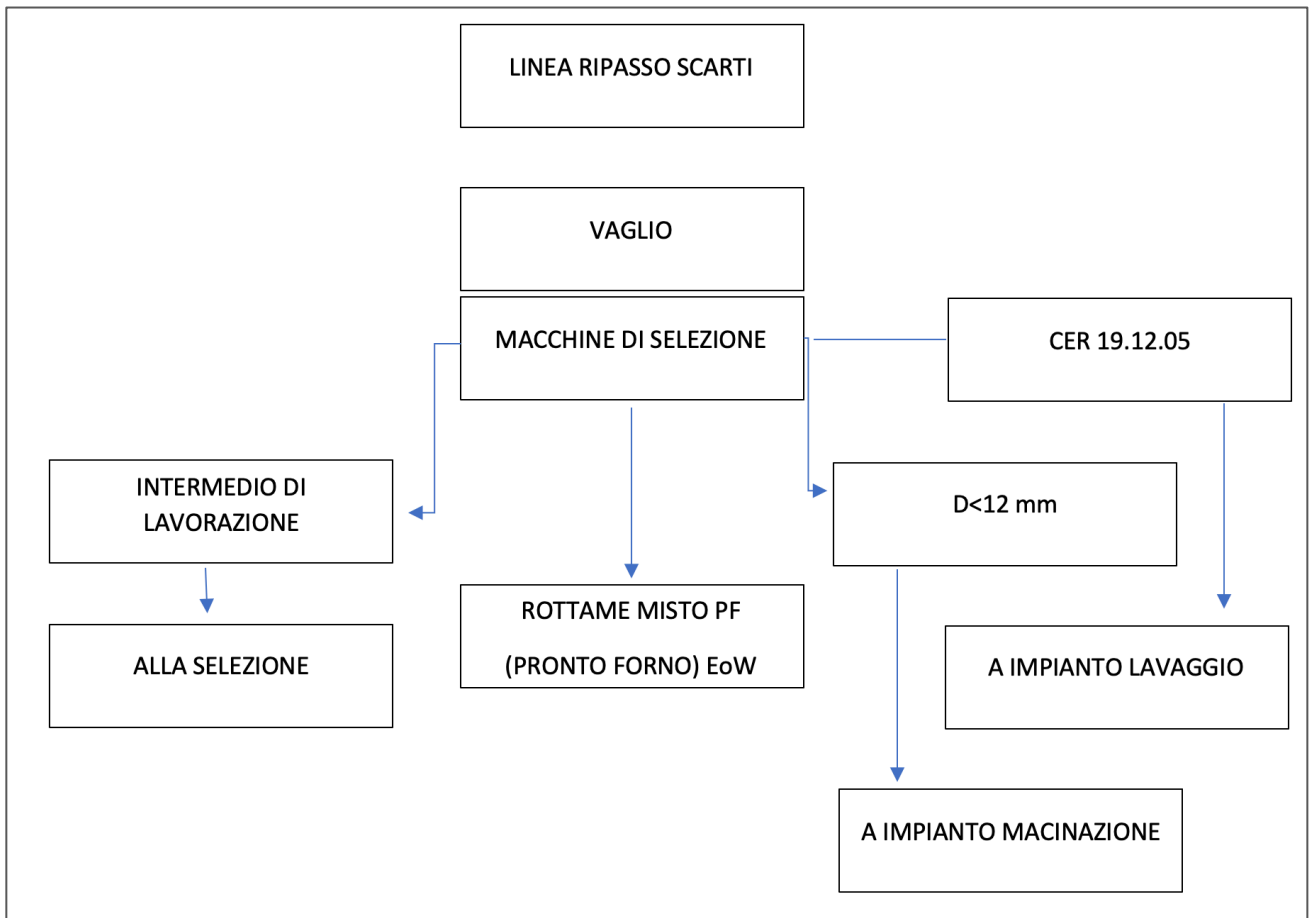 LINEA RIPASSO SCARTI
VAGLIO
MACCHINE DI SELEZIONE
CER 19.12.05
INTERMEDIO DI
LAVORAZIONE
D<12 mm
ROTTAME MISTO PF
(PRONTO FORNO) EoW
ALLA SELEZIONE
A IMPIANTO LAVAGGIO
A IMPIANTO MACINAZIONE